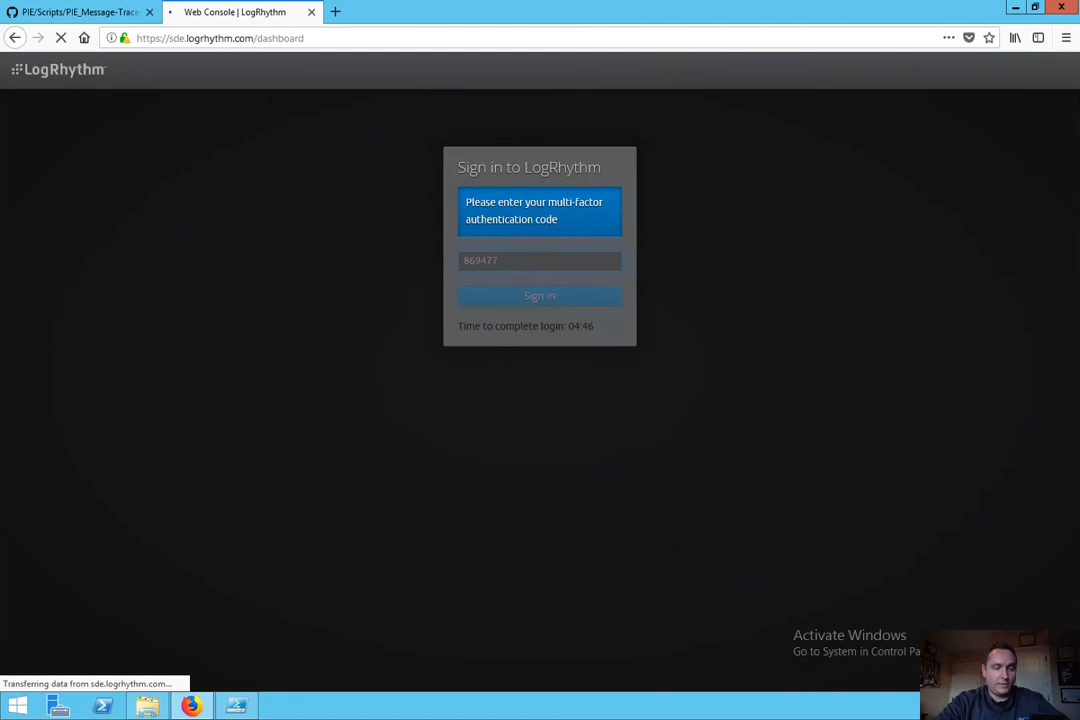 PIE/Scripts/PIE_Message-Trace
Web Console | LogRhythm
https://sde.logrhythm.com/dashboard
LogRhythm
Sign in to LogRhythm
Please enter your multi-factor
authentication code
869477
Sign in
Time to complete login: 04:46
Activate Windows
Go to System in Control Pa
Transferring data from sde.logrhythm.com...